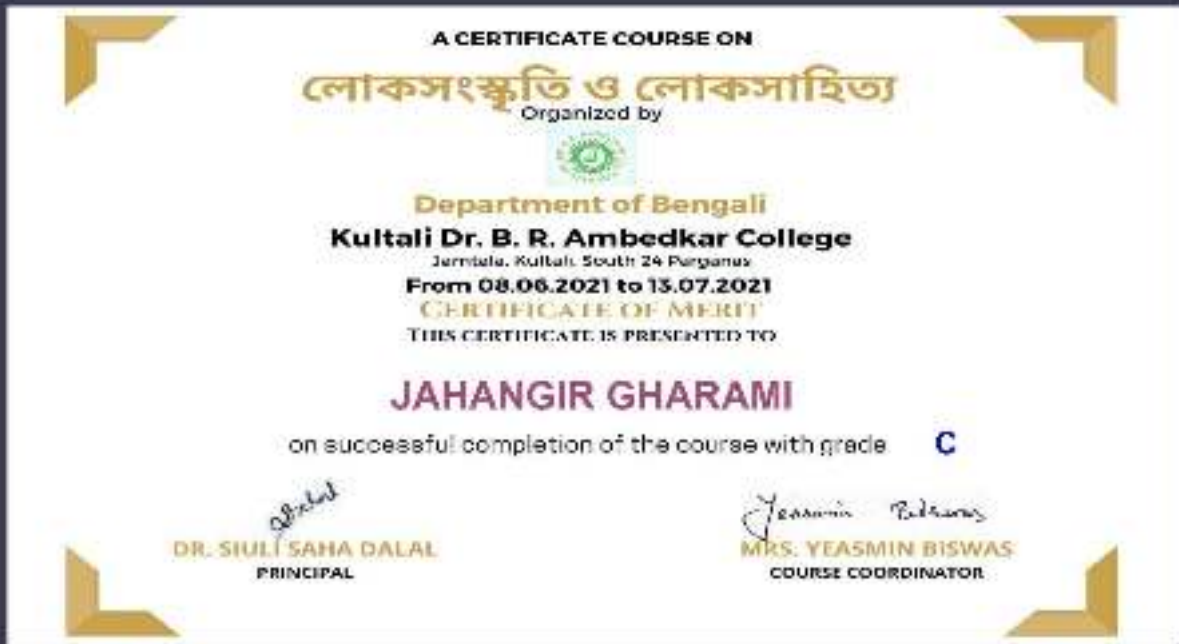 A CERTIFICATE COURSE ON
লোকসংস্কৃতি ও লোকসাহিত্য
Organized by
Department of Bengali
Kultali Dr. B. R. Ambedkar College
Jamtala, Kultali, South 24 Parganas
From 08.06.2021 to 13.07.2021
CERTIFICATE OF MERIT
THIS CERTIFICATE IS PRESENTED TO
JAHANGIR GHARAMI
on successful completion of the course with grade C
Yeasmin Biswas
DR. SIULI SAHA DALAL MRS. YEASMIN BISWAS
PRINCIPAL COURSE COORDINATOR